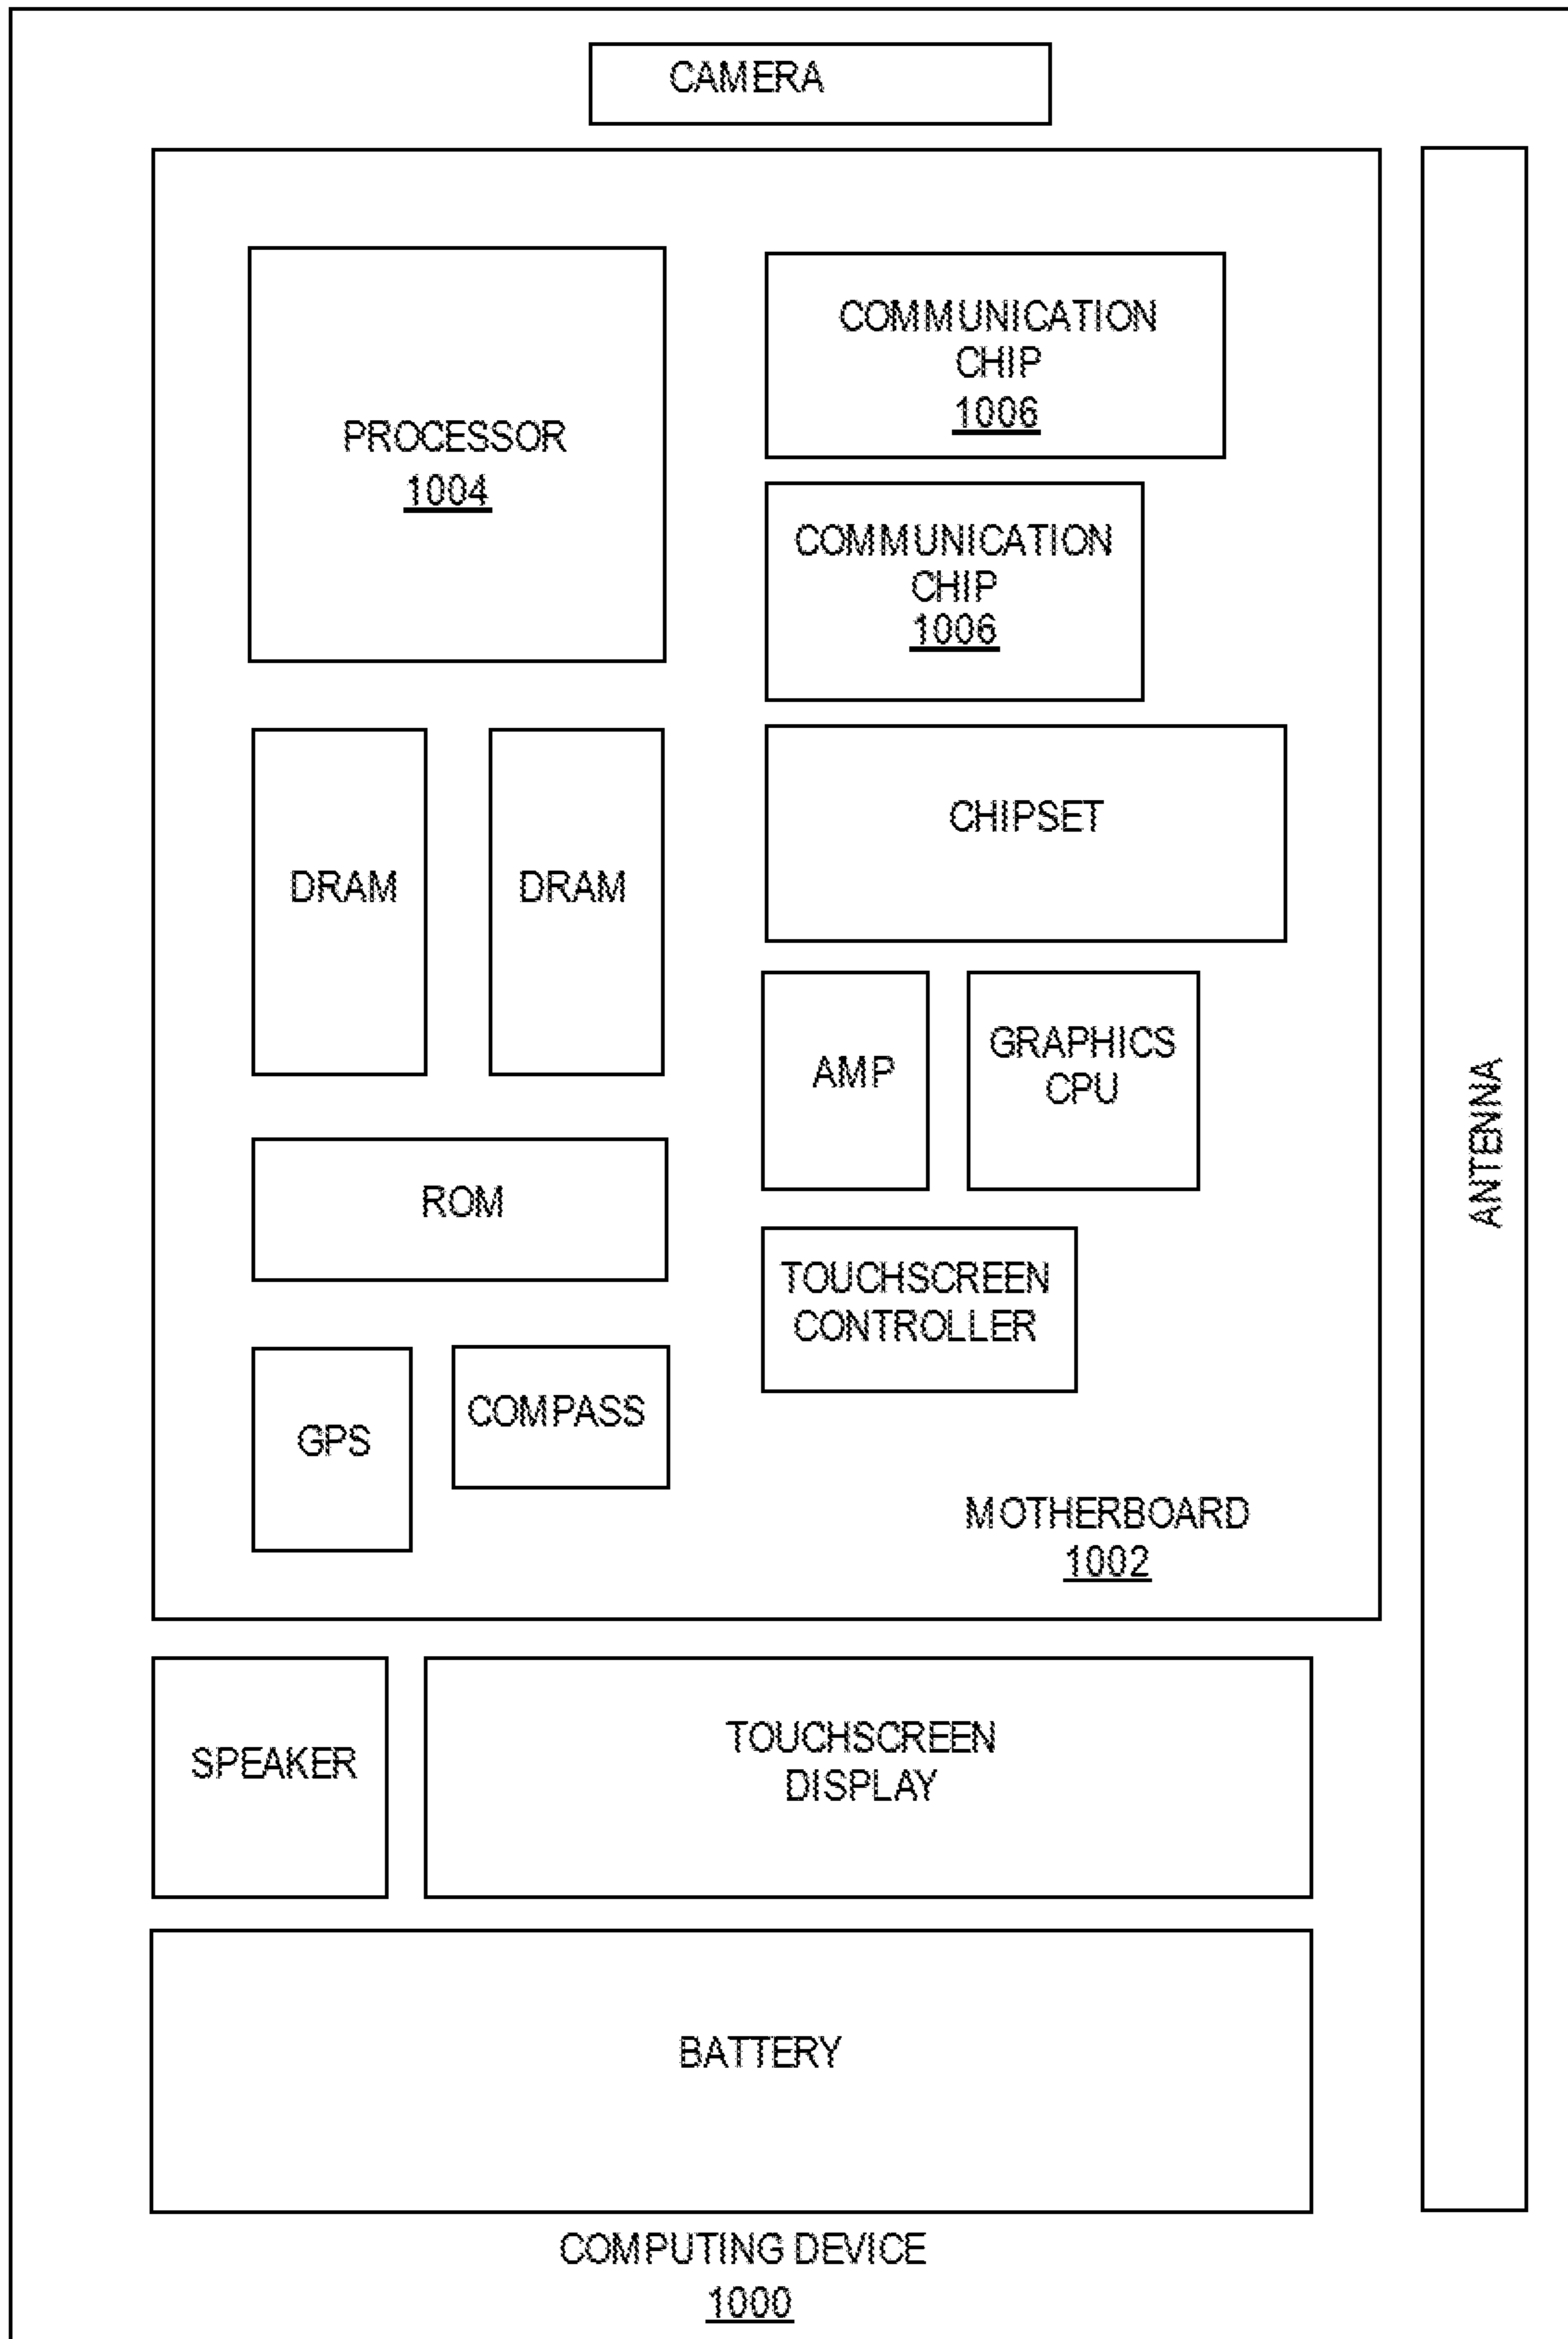 CAMERA
PROCESSOR
1004
COMMUNICATION
CHIP
1006
COMMUNICATION
CHIP
1006
DRAM
DRAM
CHIPSET
AMP
GRAPHICS
CPU
ROM
TOUCHSCREEN
CONTROLLER
GPS
COMPASS
MOTHERBOARD
1002
ANTENNA
SPEAKER
TOUCHSCREEN
DISPLAY
BATTERY
COMPUTING DEVICE
1000